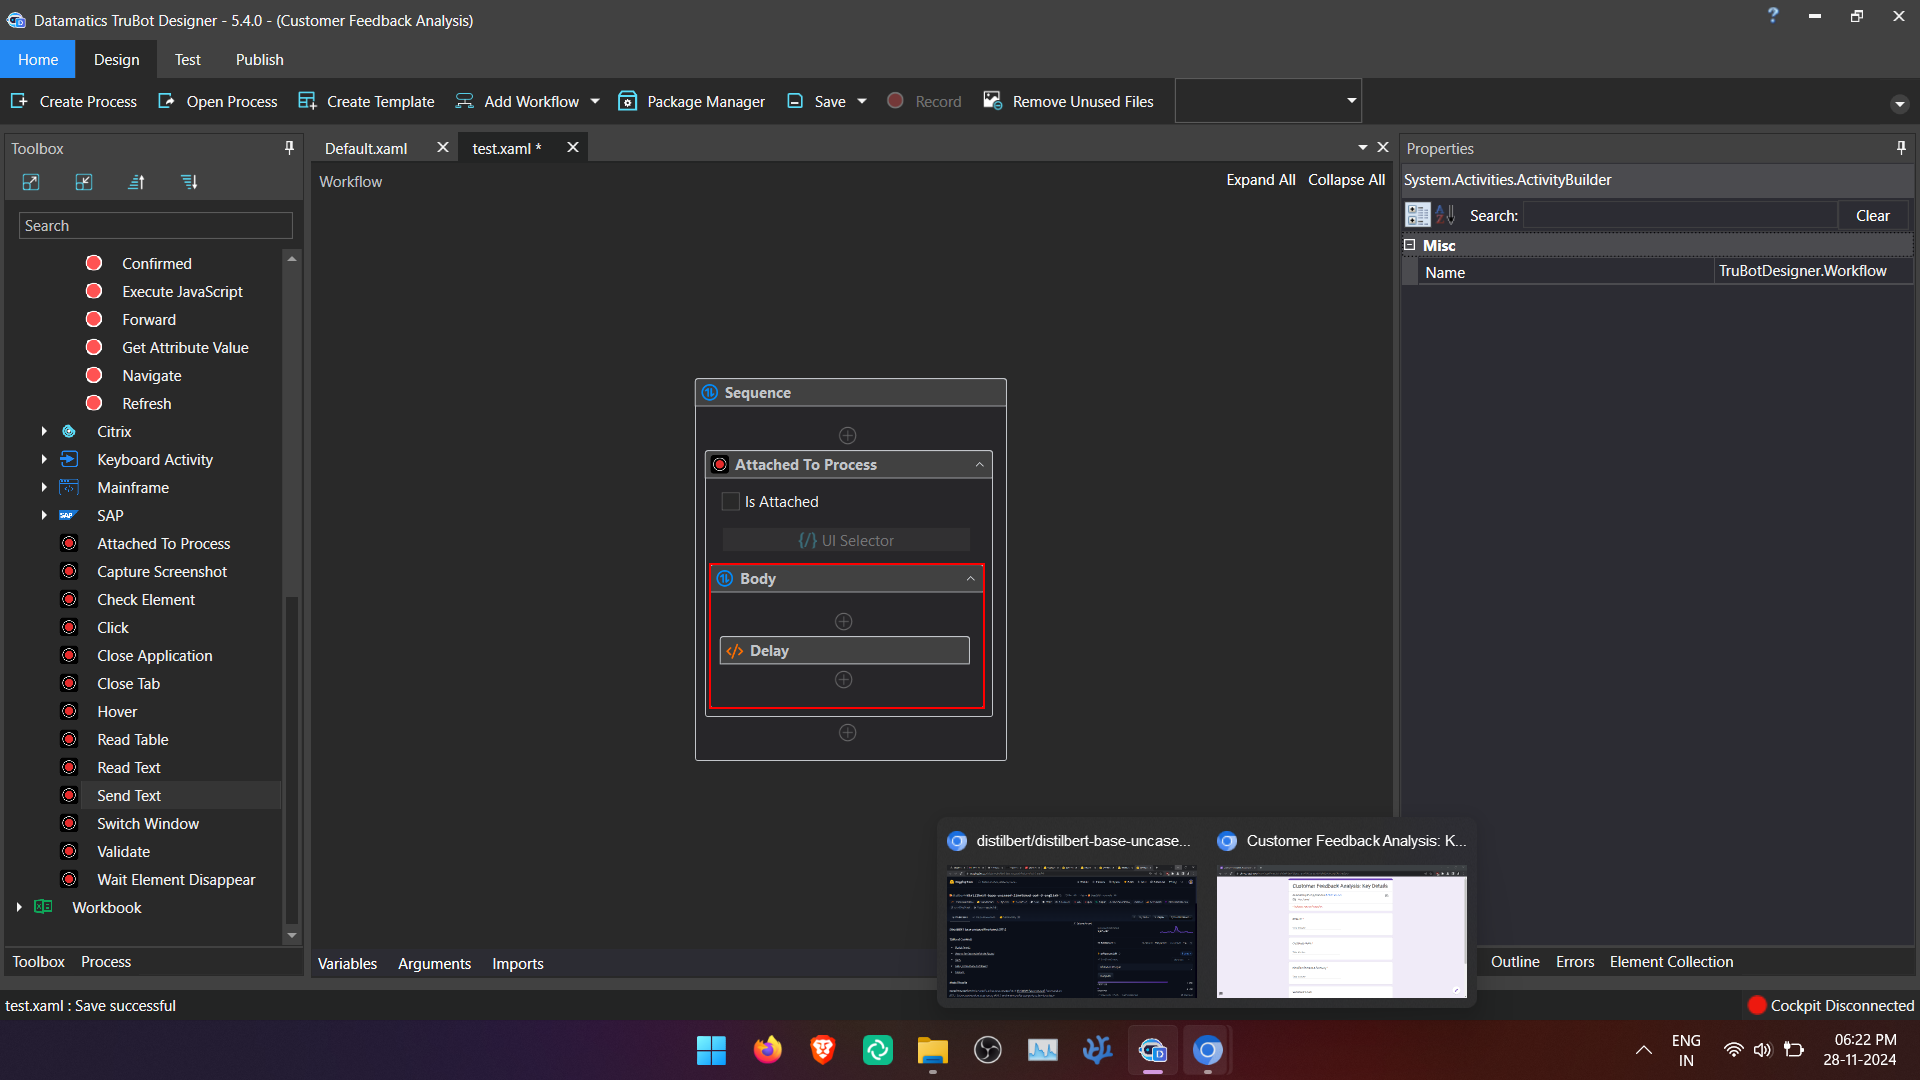 Datamatics TruBot Designer - 5.4.0 - (Customer Feedback Analysis)
?
Home Design Test Publish
Create Process Open Process Create Template Add Workflow Package Manager Save Record Remove Unused Files
Toolbox
Default.xaml test.xaml *
Properties
Workflow
Expand All Collapse All
System.Activities.ActivityBuilder
Search
Search: Clear
Misc
Name TruBotDesigner.Workflow
Confirmed
Execute JavaScript
Forward
Get Attribute Value
Navigate
Refresh
Citrix
Keyboard Activity
Mainframe
SAP SAP
Attached To Process
Capture Screenshot
Check Element
Click
Close Application
Close Tab
Hover
Read Table
Read Text
Send Text
Switch Window
Validate
Wait Element Disappear
Workbook
Sequence
Attached To Process
Is Attached
{/} UI Selector
Body
</> Delay
distilbert/distilbert-base-uncase...
Customer Feedback Analysis: K...
Customer Feedback Analysis: Key Details
Toolbox Process
Variables Arguments Imports
Outline Errors Element Collection
test.xaml : Save successful
Cockpit Disconnected
ENG
IN
06:22 PM
28-11-2024